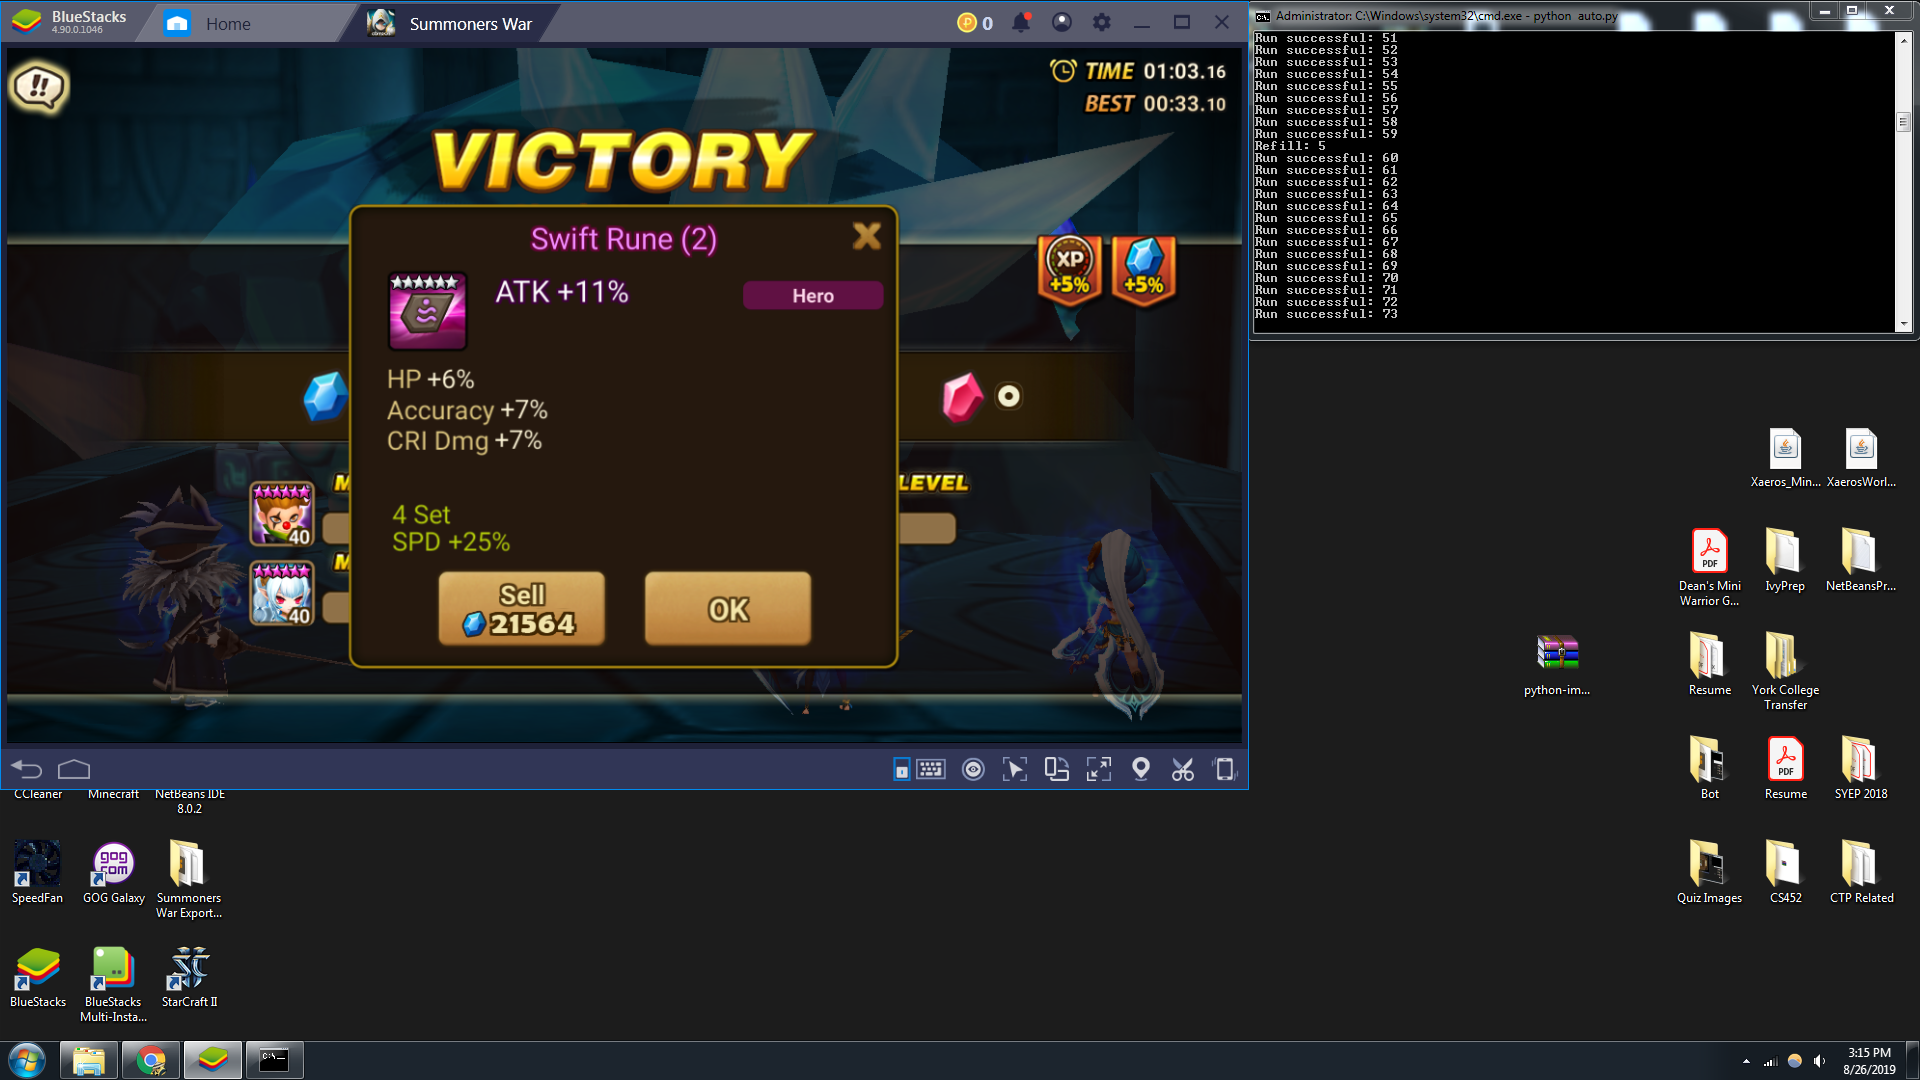 BlueStacks
4.90.0.1046
Home
Summoners War
0
TIME 01:03.16
BEST 00:33.10
VICTORY
Swift Rune (2)
ATK +11%
Hero
HP +6%
Accuracy +7%
CRI Dmg +7%
4 Set
SPD +25%
Sell
21564
OK
XP
+5%
+5%
LEVEL
40
40
Administrator: C:\Windows\system32\cmd.exe - python auto.py
Run successful: 51
Run successful: 52
Run successful: 53
Run successful: 54
Run successful: 55
Run successful: 56
Run successful: 57
Run successful: 58
Run successful: 59
Refill: 5
Run successful: 60
Run successful: 61
Run successful: 62
Run successful: 63
Run successful: 64
Run successful: 65
Run successful: 66
Run successful: 67
Run successful: 68
Run successful: 69
Run successful: 70
Run successful: 71
Run successful: 72
Run successful: 73
Xaeros_Min...
XaerosWorl...
PDF
Dean's Mini
Warrior G...
IvyPrep
NetBeansPr...
python-im...
Resume
York College
Transfer
Bot
PDF
Resume
SYEP 2018
Quiz Images
CS452
CTP Related
CCleaner
Minecraft
NetBeans IDE
8.0.2
SpeedFan
gog
com
GOG Galaxy
Summoners
War Export...
BlueStacks
BlueStacks
Multi-Insta...
StarCraft II
3:15 PM
8/26/2019